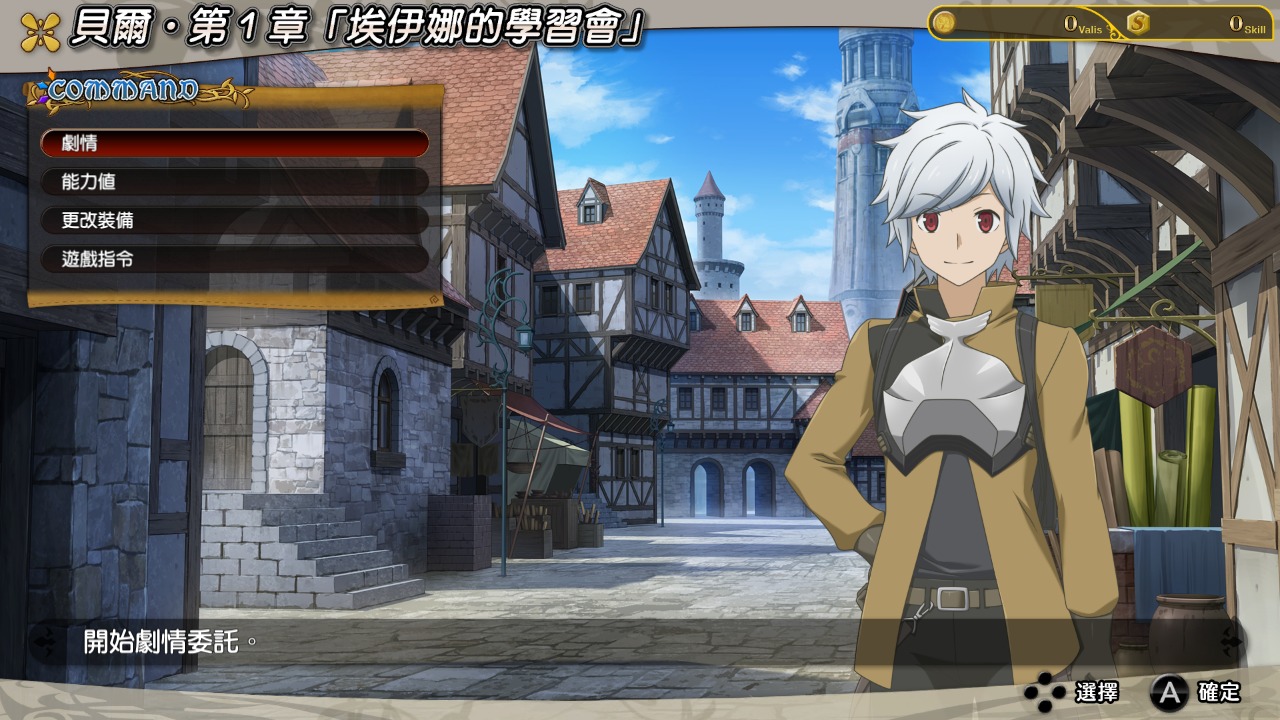 貝爾・第1章「埃伊娜的學習會」
0 Valis
S
0 Skill
COMMAND
劇情
能力值
更改裝備
遊戲指令
開始劇情委託。
選擇
A 確定